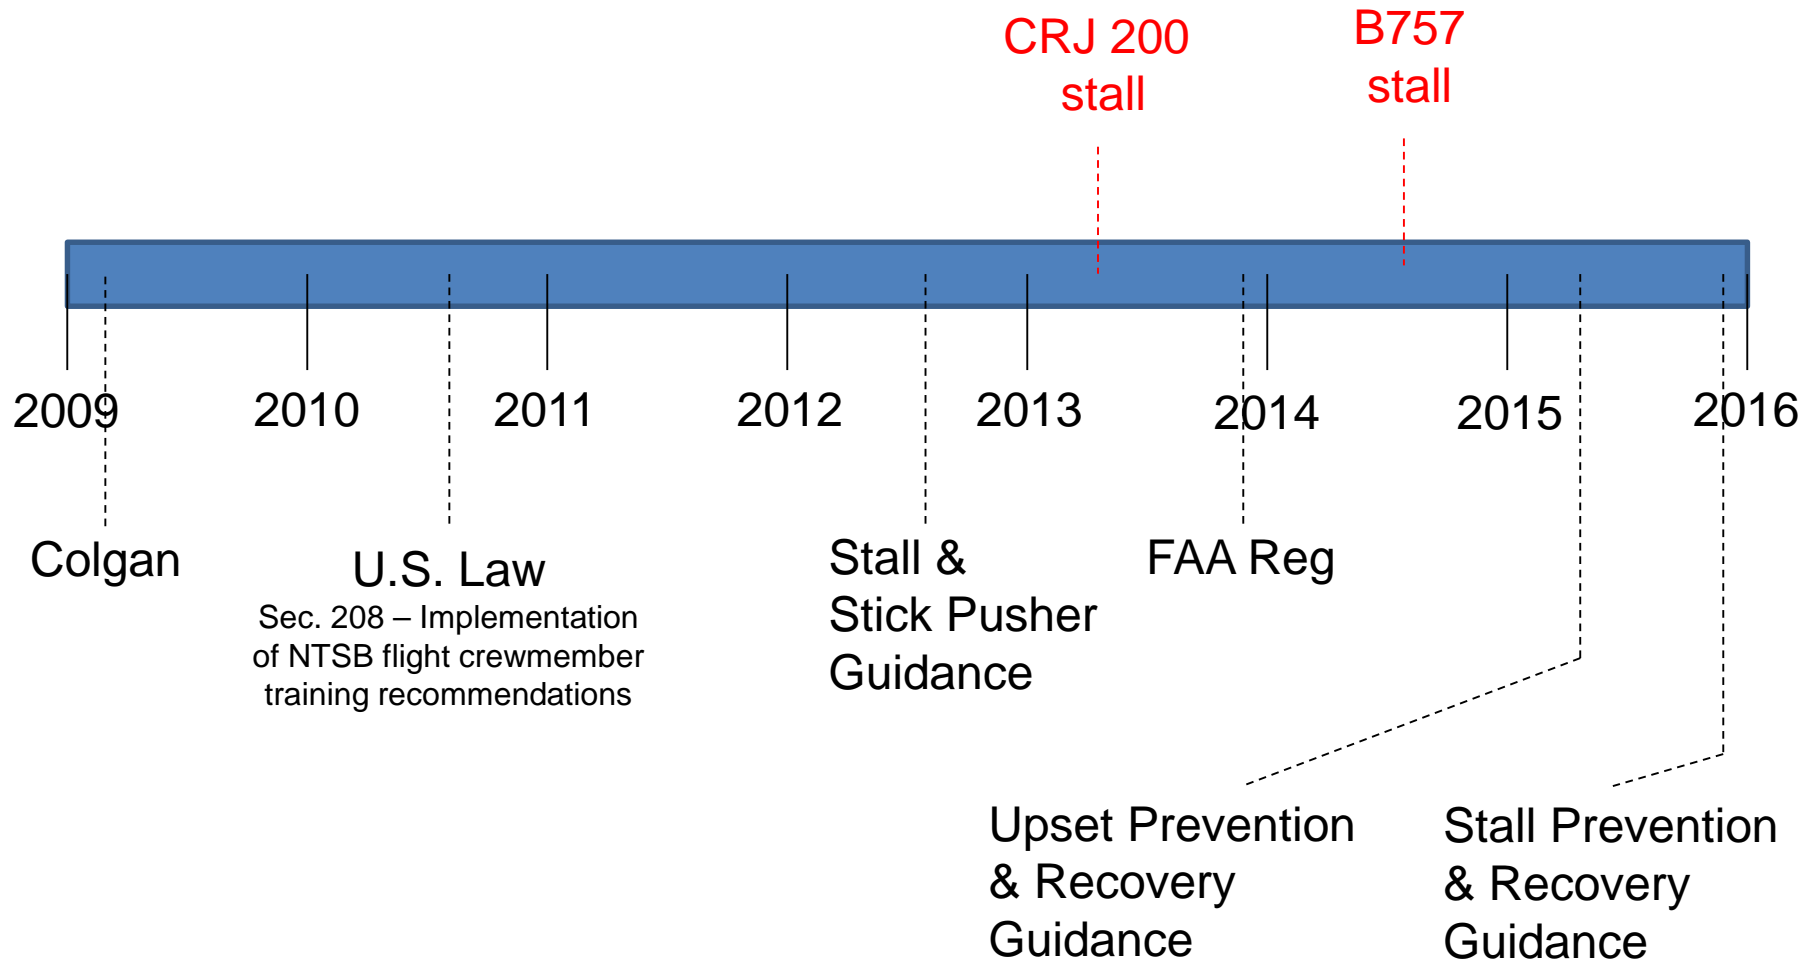 CRJ 200
stall
B757
stall
2009
2010
2011
2012
2013
2014
2015
2016
Colgan
U.S. Law
Sec. 208 – Implementation
of NTSB flight crewmember
training recommendations
Stall &
Stick Pusher
Guidance
FAA Reg
Upset Prevention
& Recovery
Guidance
Stall Prevention
& Recovery
Guidance